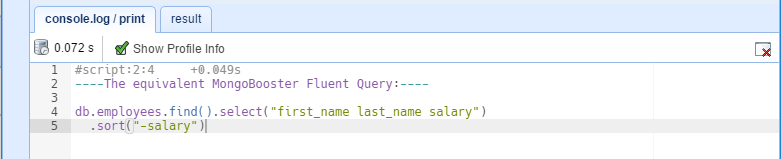 console.log / print result
0.072 s Show Profile Info
1 #script:2:4 +0.049s
2 ----The equivalent MongoBooster Fluent Query:----
3
4 db.employees.find().select("first_name last_name salary")
5 .sort("-salary")